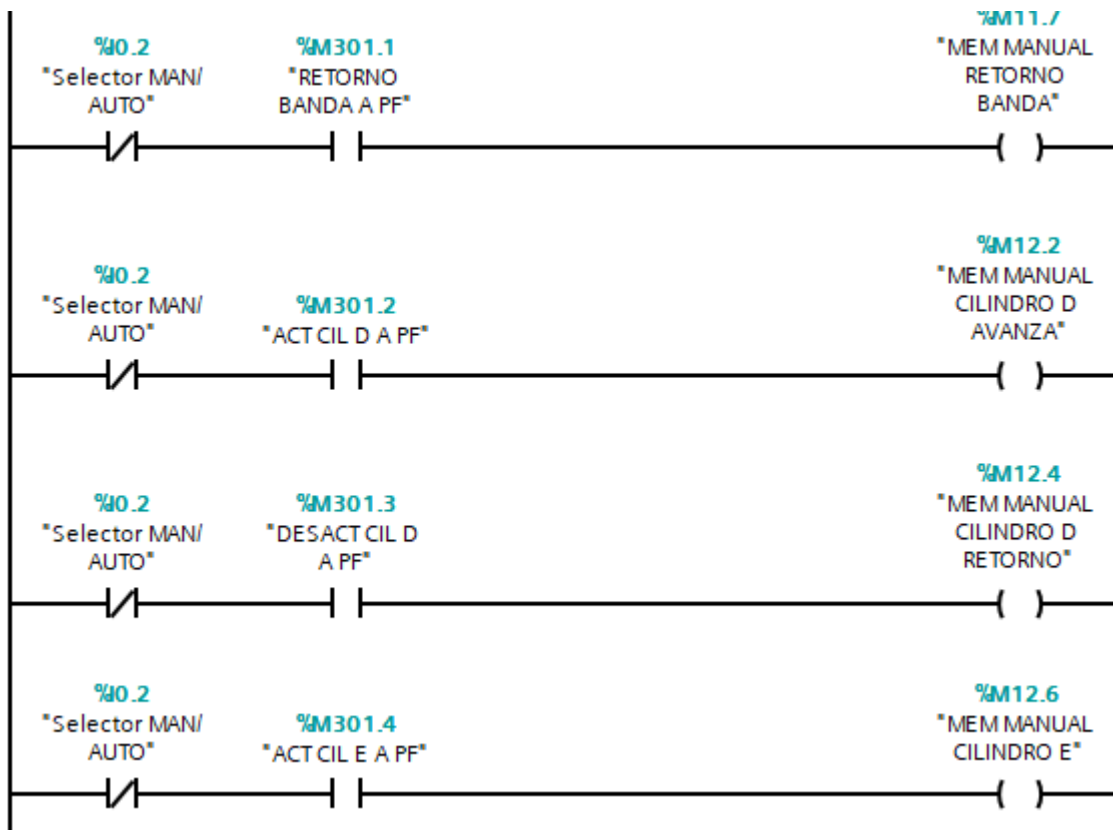 %M11.7
%I0.2
%M301.1
"MEM MANUAL
"Selector MAN/
"RETORNO
RETORNO
AUTO"
BANDA A PF"
BANDA"
%M12.2
%I0.2
"MEM MANUAL
"Selector MAN/
%M301.2
CILINDRO D
AUTO"
"ACT CIL D A PF"
AVANZA"
%M12.4
%I0.2
%M301.3
"MEM MANUAL
"Selector MAN/
"DESACT CIL D
CILINDRO D
AUTO"
A PF"
RETORNO"
%I0.2
%M12.6
"Selector MAN/
%M301.4
"MEM MANUAL
AUTO"
"ACT CIL E A PF"
CILINDRO E"